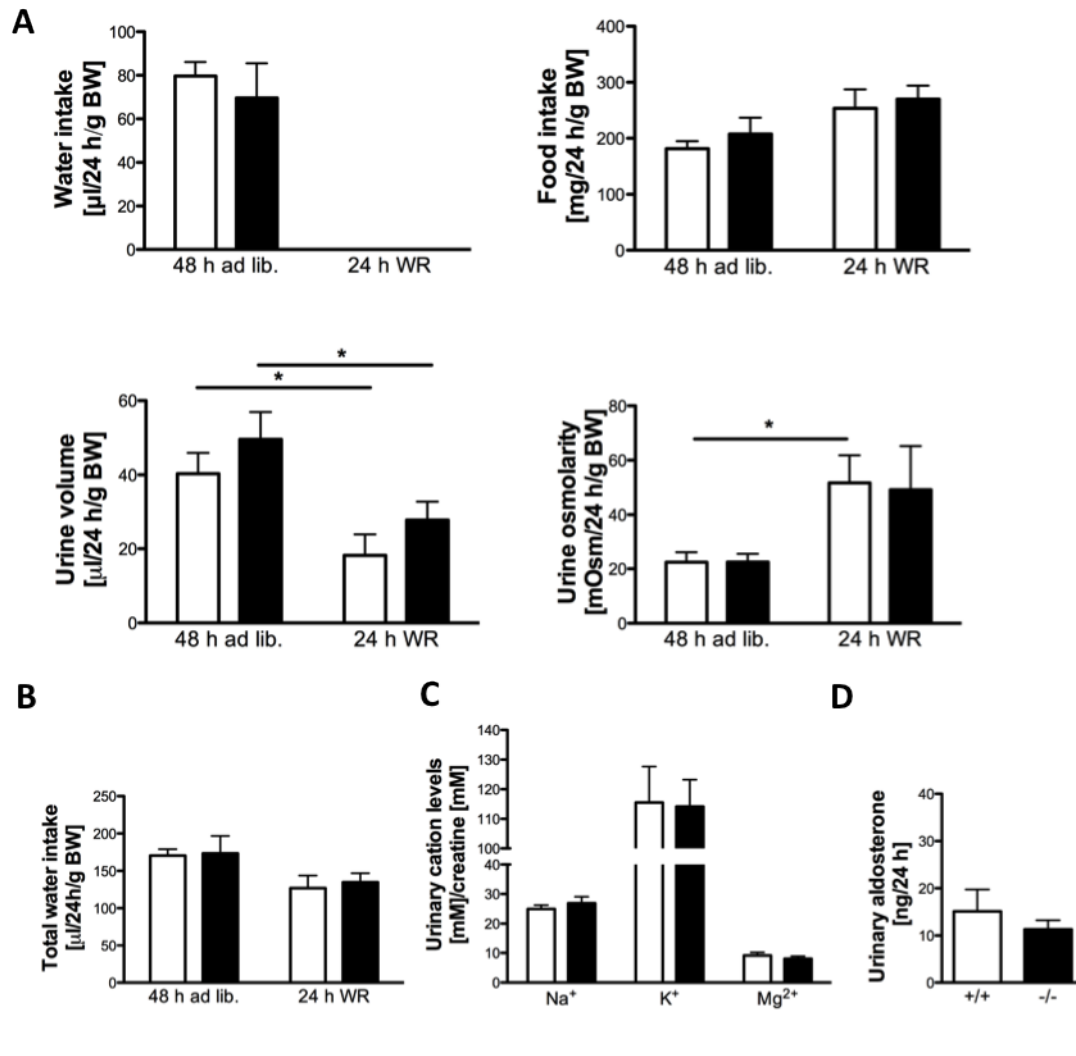 A
Water intake
[µl/24 h/g BW]
100
80
60
40
20
0
48 h ad lib.
24 h WR
Food intake
[mg/24 h/g BW]
400
300
200
100
0
48 h ad lib.
24 h WR
Urine volume
[µl/24 h/g BW]
*
*
60
40
20
0
48 h ad lib.
24 h WR
Urine osmolarity
[mOsm/24 h/g BW]
*
80
60
40
20
0
48 h ad lib.
24 h WR
B
Total water intake
[µl/24h/g BW]
250
200
150
100
50
0
48 h ad lib.
24 h WR
C
Urinary cation levels
[mM]/creatine [mM]
140
130
120
110
100
40
30
20
10
0
Na⁺
K⁺
Mg²⁺
D
Urinary aldosterone
[ng/24 h]
40
30
20
10
0
+/+
-/-